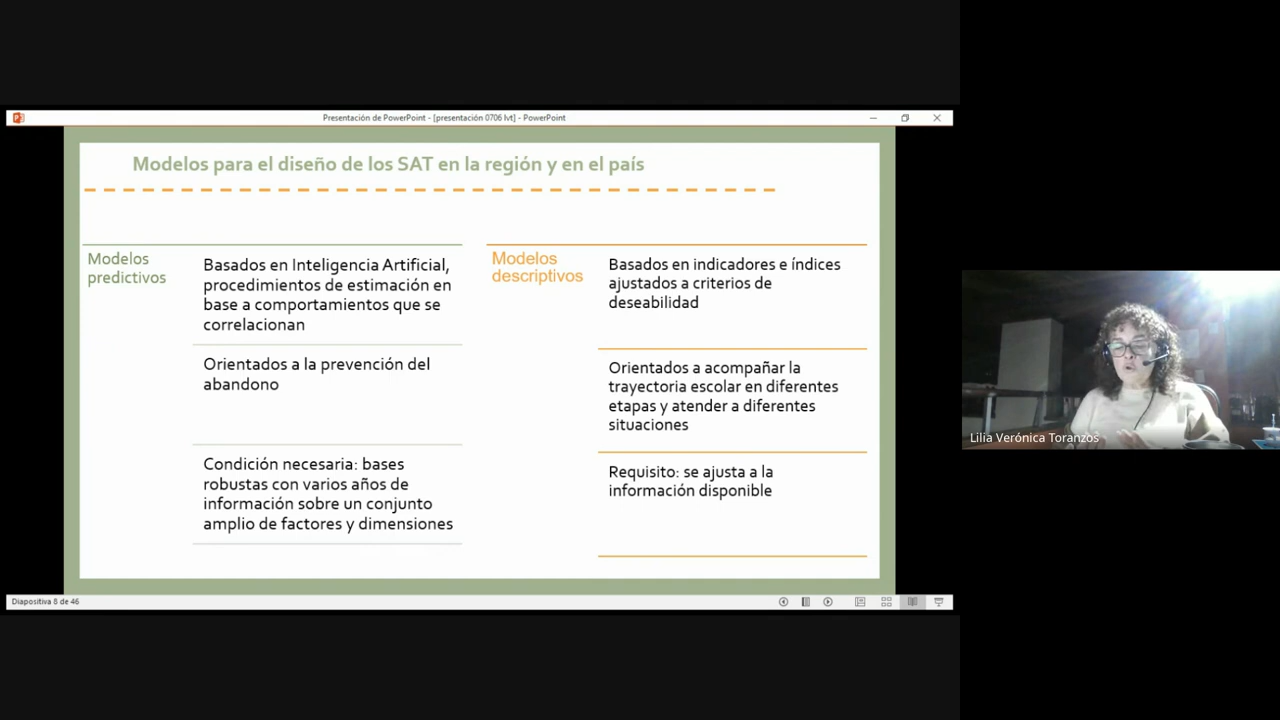 Presentación de PowerPoint - [presentación 0706 lvt] - PowerPoint
Modelos para el diseño de los SAT en la región y en el país
Modelos
predictivos
Basados en Inteligencia Artificial,
procedimientos de estimación en
base a comportamientos que se
correlacionan
Orientados a la prevención del
abandono
Condición necesaria: bases
robustas con varios años de
información sobre un conjunto
amplio de factores y dimensiones
Modelos
descriptivos
Basados en indicadores e índices
ajustados a criterios de
deseabilidad
Orientados a acompañar la
trayectoria escolar en diferentes
etapas y atender a diferentes
situaciones
Requisito: se ajusta a la
información disponible
Lilia Verónica Toranzos
Diapositiva 8 de 46